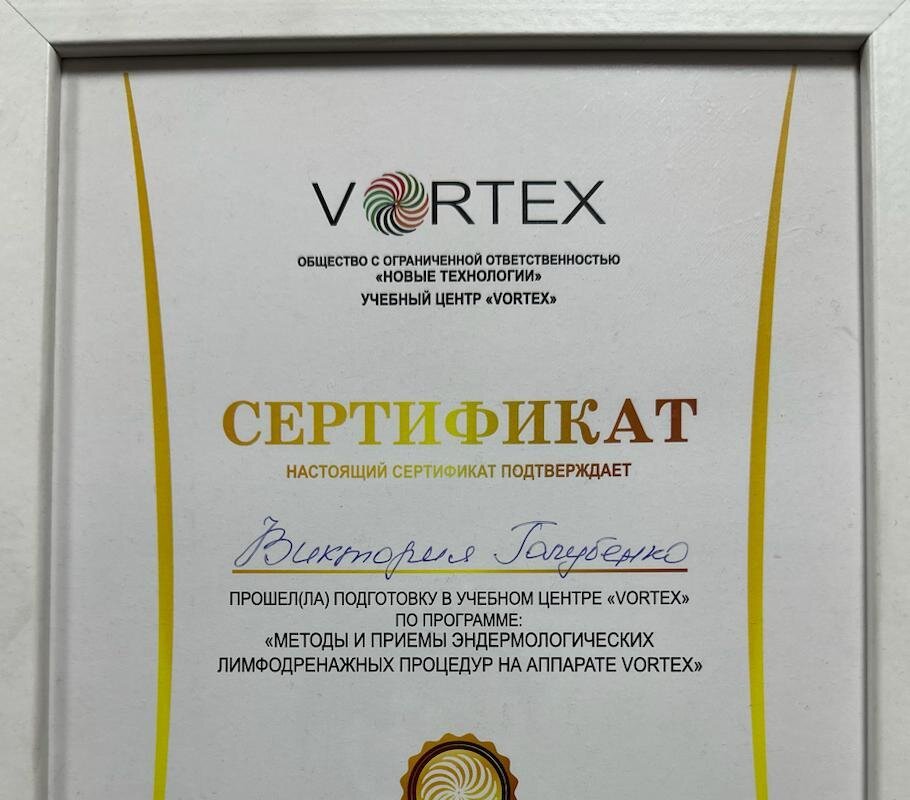 VORTEX
ОБЩЕСТВО С ОГРАНИЧЕННОЙ ОТВЕТСТВЕННОСТЬЮ
«НОВЫЕ ТЕХНОЛОГИИ»
УЧЕБНЫЙ ЦЕНТР «VORTEX»
СЕРТИФИКАТ
НАСТОЯЩИЙ СЕРТИФИКАТ ПОДТВЕРЖДАЕТ
Виктория Голубенко
ПРОШЕЛ(ЛА) ПОДГОТОВКУ В УЧЕБНОМ ЦЕНТРЕ «VORTEX»
ПО ПРОГРАММЕ:
«МЕТОДЫ И ПРИЕМЫ ЭНДЕРМОЛОГИЧЕСКИХ
ЛИМФОДРЕНАЖНЫХ ПРОЦЕДУР НА АППАРАТЕ VORTEX»